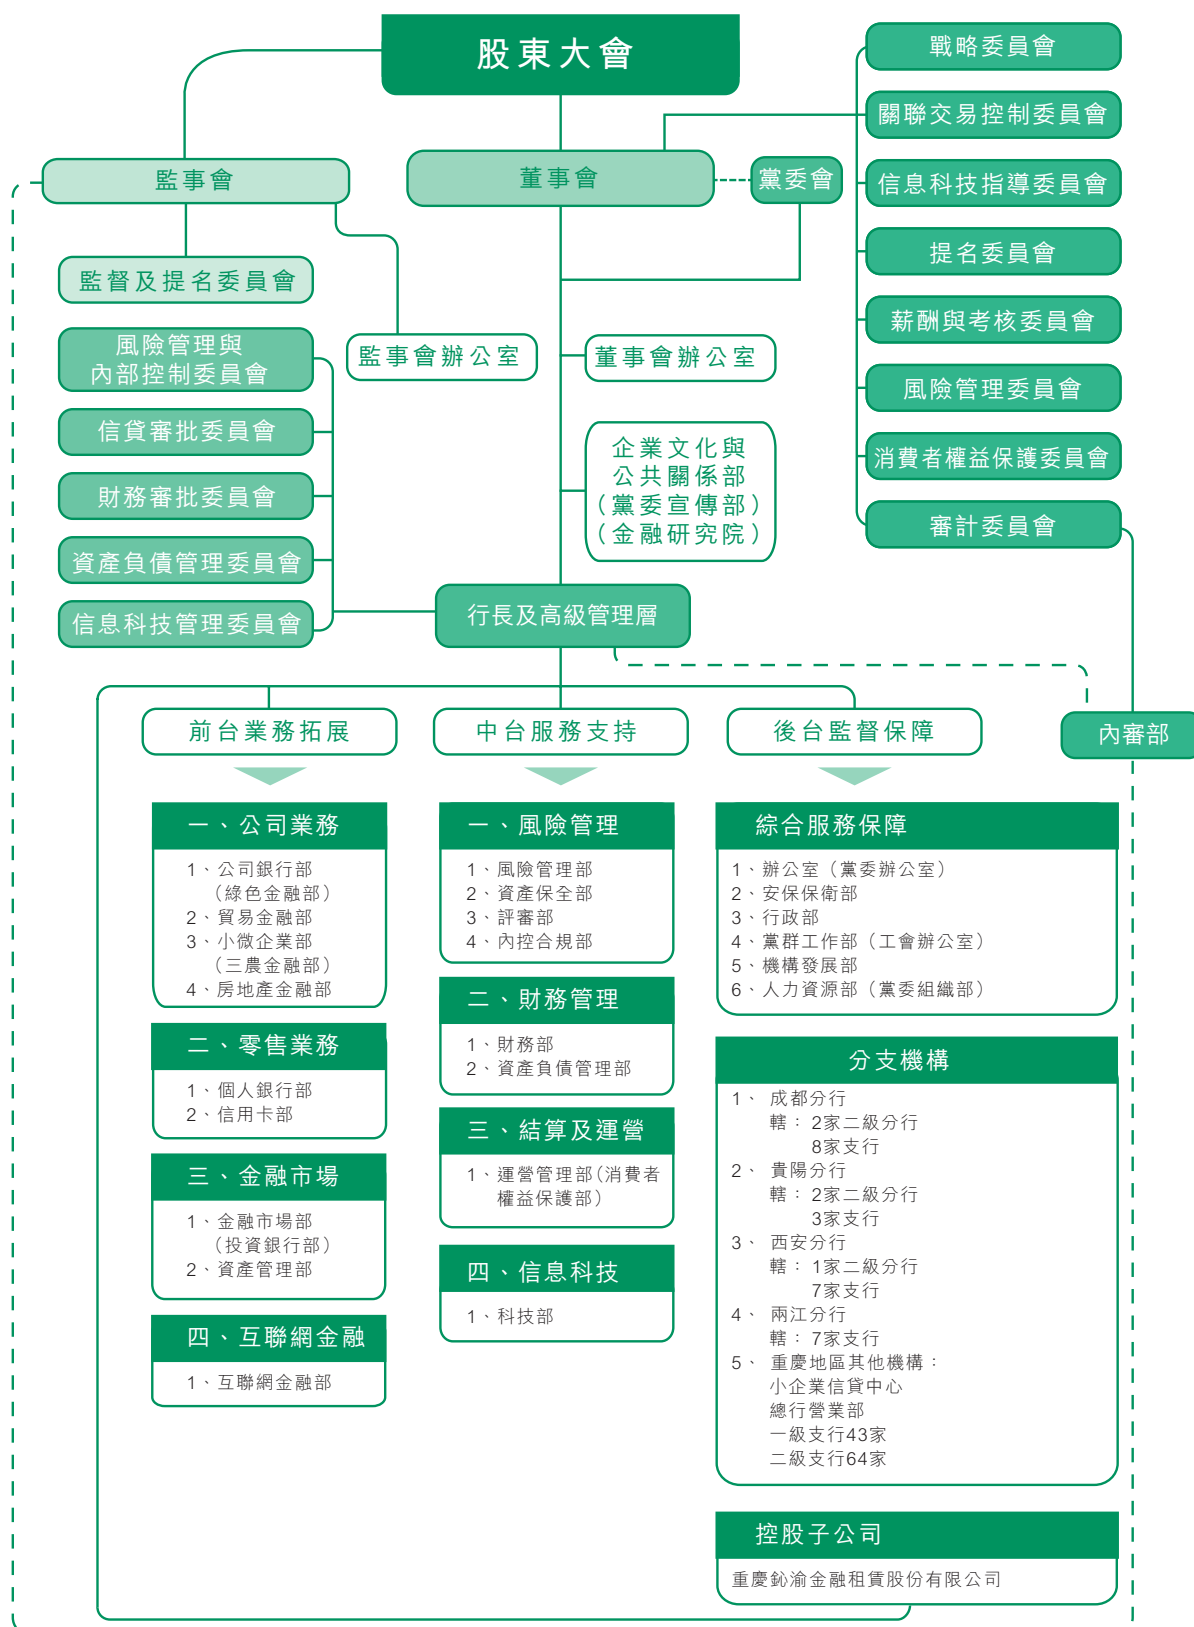 股東大會
監事會
董事會
黨委會
戰略委員會
關聯交易控制委員會
信息科技指導委員會
提名委員會
薪酬與考核委員會
風險管理委員會
消費者權益保護委員會
審計委員會
監督及提名委員會
監事會辦公室
董事會辦公室
風險管理與
內部控制委員會
信貸審批委員會
財務審批委員會
資產負債管理委員會
信息科技管理委員會
企業文化與
公共關係部
（黨委宣傳部）
（金融研究院）
行長及高級管理層
內審部
前台業務拓展
一、公司業務
1、公司銀行部
（綠色金融部）
2、貿易金融部
3、小微企業部
（三農金融部）
4、房地產金融部
二、零售業務
1、個人銀行部
2、信用卡部
三、金融市場
1、金融市場部
（投資銀行部）
2、資產管理部
四、互聯網金融
1、互聯網金融部
中台服務支持
一、風險管理
1、風險管理部
2、資產保全部
3、評審部
4、內控合規部
二、財務管理
1、財務部
2、資產負債管理部
三、結算及運營
1、運營管理部（消費者
權益保護部）
四、信息科技
1、科技部
後台監督保障
綜合服務保障
1、辦公室（黨委辦公室）
2、安保保衛部
3、行政部
4、黨群工作部（工會辦公室）
5、機構發展部
6、人力資源部（黨委組織部）
分支機構
1、 成都分行
轄： 2家二級分行
8家支行
2、 貴陽分行
轄： 2家二級分行
3家支行
3、 西安分行
轄： 1家二級分行
7家支行
4、 兩江分行
轄： 7家支行
5、 重慶地區其他機構：
小企業信貸中心
總行營業部
一級支行43家
二級支行64家
控股子公司
重慶鈊渝金融租賃股份有限公司